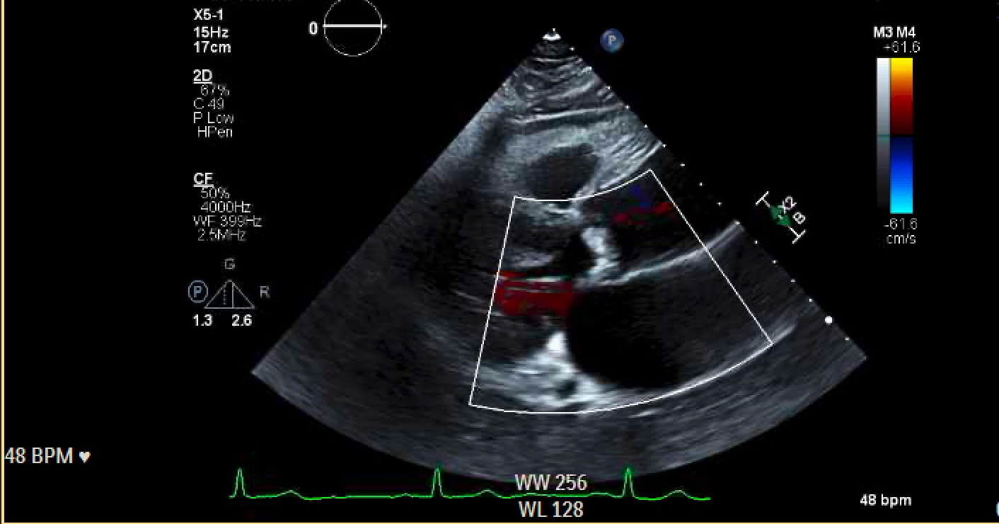 X5-1
15Hz
17cm
0
P
M3 M4
+61.6
2D
67%
C 49
P Low
HPen
CF
50%
4000Hz
WF 399Hz
2.5MHz
-61.6
cm/s
X2
B
G
P R
1.3 2.6
48 BPM ♥
WW 256
WL 128
48 bpm